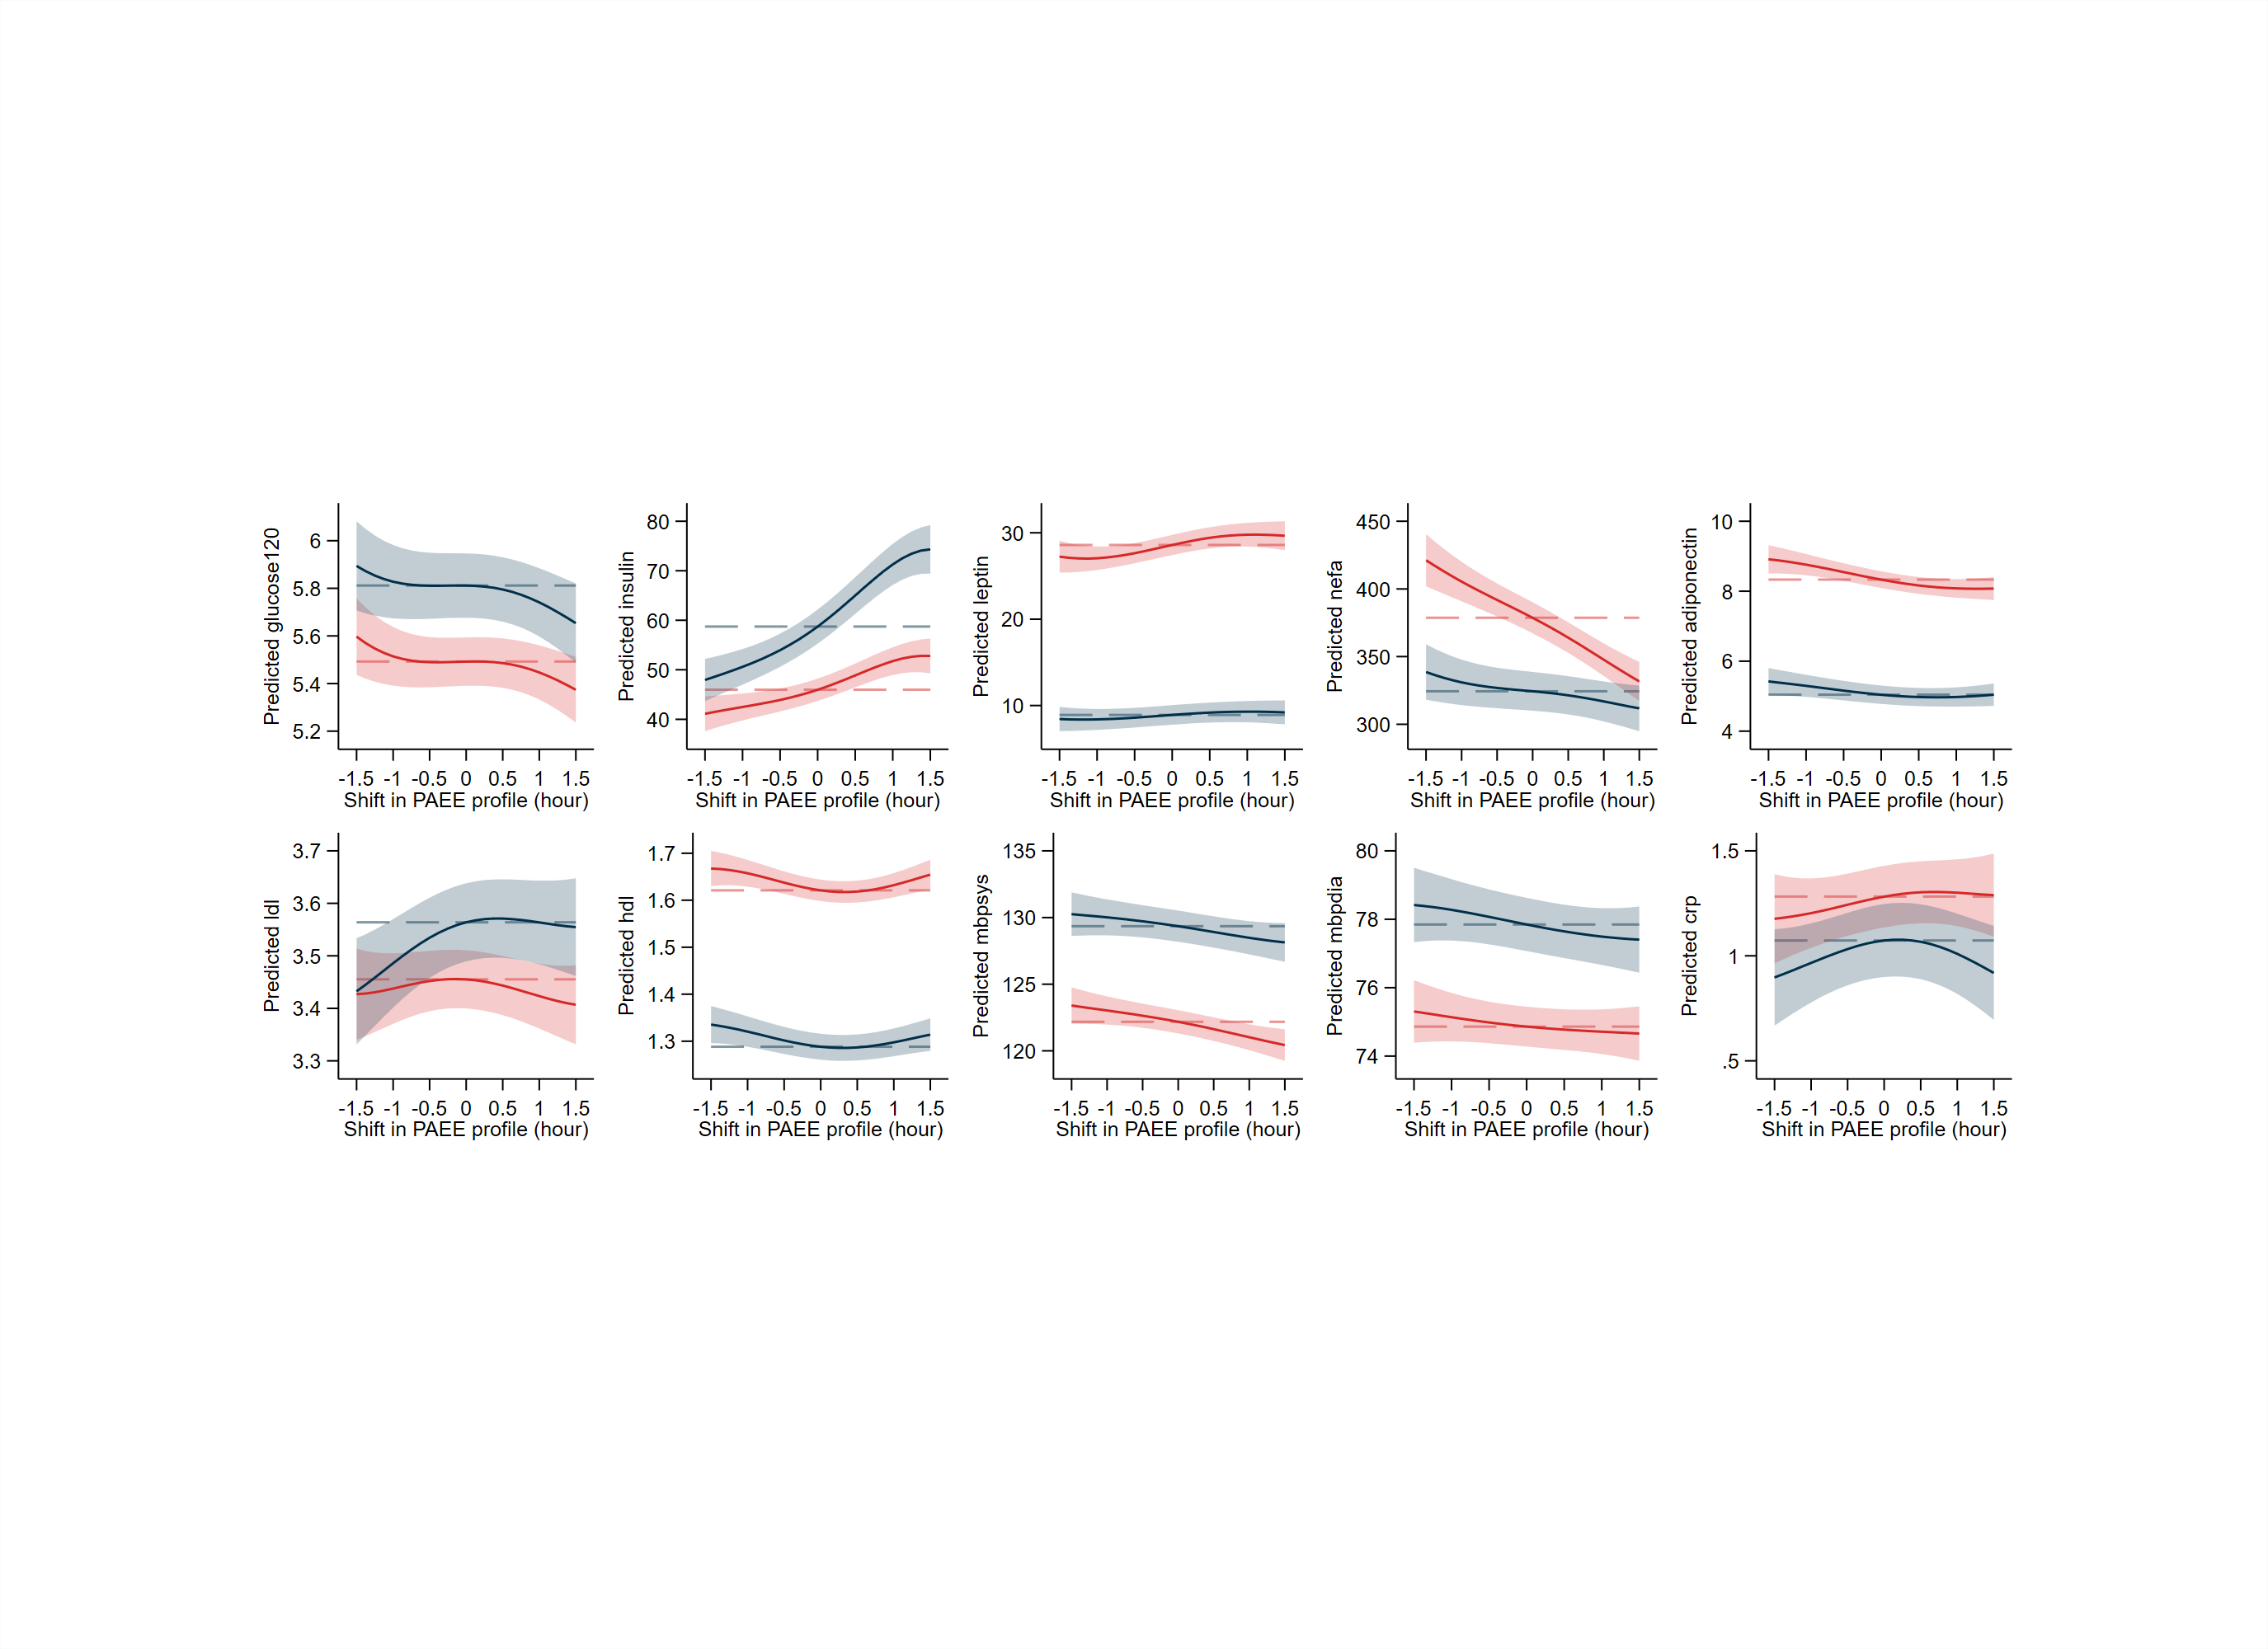 Predicted glucose120
6
5.8
5.6
5.4
5.2
-1.5 -1 -0.5 0 0.5 1 1.5
Shift in PAEE profile (hour)
Predicted insulin
80
70
60
50
40
-1.5 -1 -0.5 0 0.5 1 1.5
Shift in PAEE profile (hour)
Predicted leptin
30
20
10
-1.5 -1 -0.5 0 0.5 1 1.5
Shift in PAEE profile (hour)
Predicted nefa
450
400
350
300
-1.5 -1 -0.5 0 0.5 1 1.5
Shift in PAEE profile (hour)
Predicted adiponectin
10
8
6
4
-1.5 -1 -0.5 0 0.5 1 1.5
Shift in PAEE profile (hour)
Predicted ldl
3.7
3.6
3.5
3.4
3.3
-1.5 -1 -0.5 0 0.5 1 1.5
Shift in PAEE profile (hour)
Predicted hdl
1.7
1.6
1.5
1.4
1.3
-1.5 -1 -0.5 0 0.5 1 1.5
Shift in PAEE profile (hour)
Predicted mbpsys
135
130
125
120
-1.5 -1 -0.5 0 0.5 1 1.5
Shift in PAEE profile (hour)
Predicted mbpdia
80
78
76
74
-1.5 -1 -0.5 0 0.5 1 1.5
Shift in PAEE profile (hour)
Predicted crp
1.5
1
.5
-1.5 -1 -0.5 0 0.5 1 1.5
Shift in PAEE profile (hour)